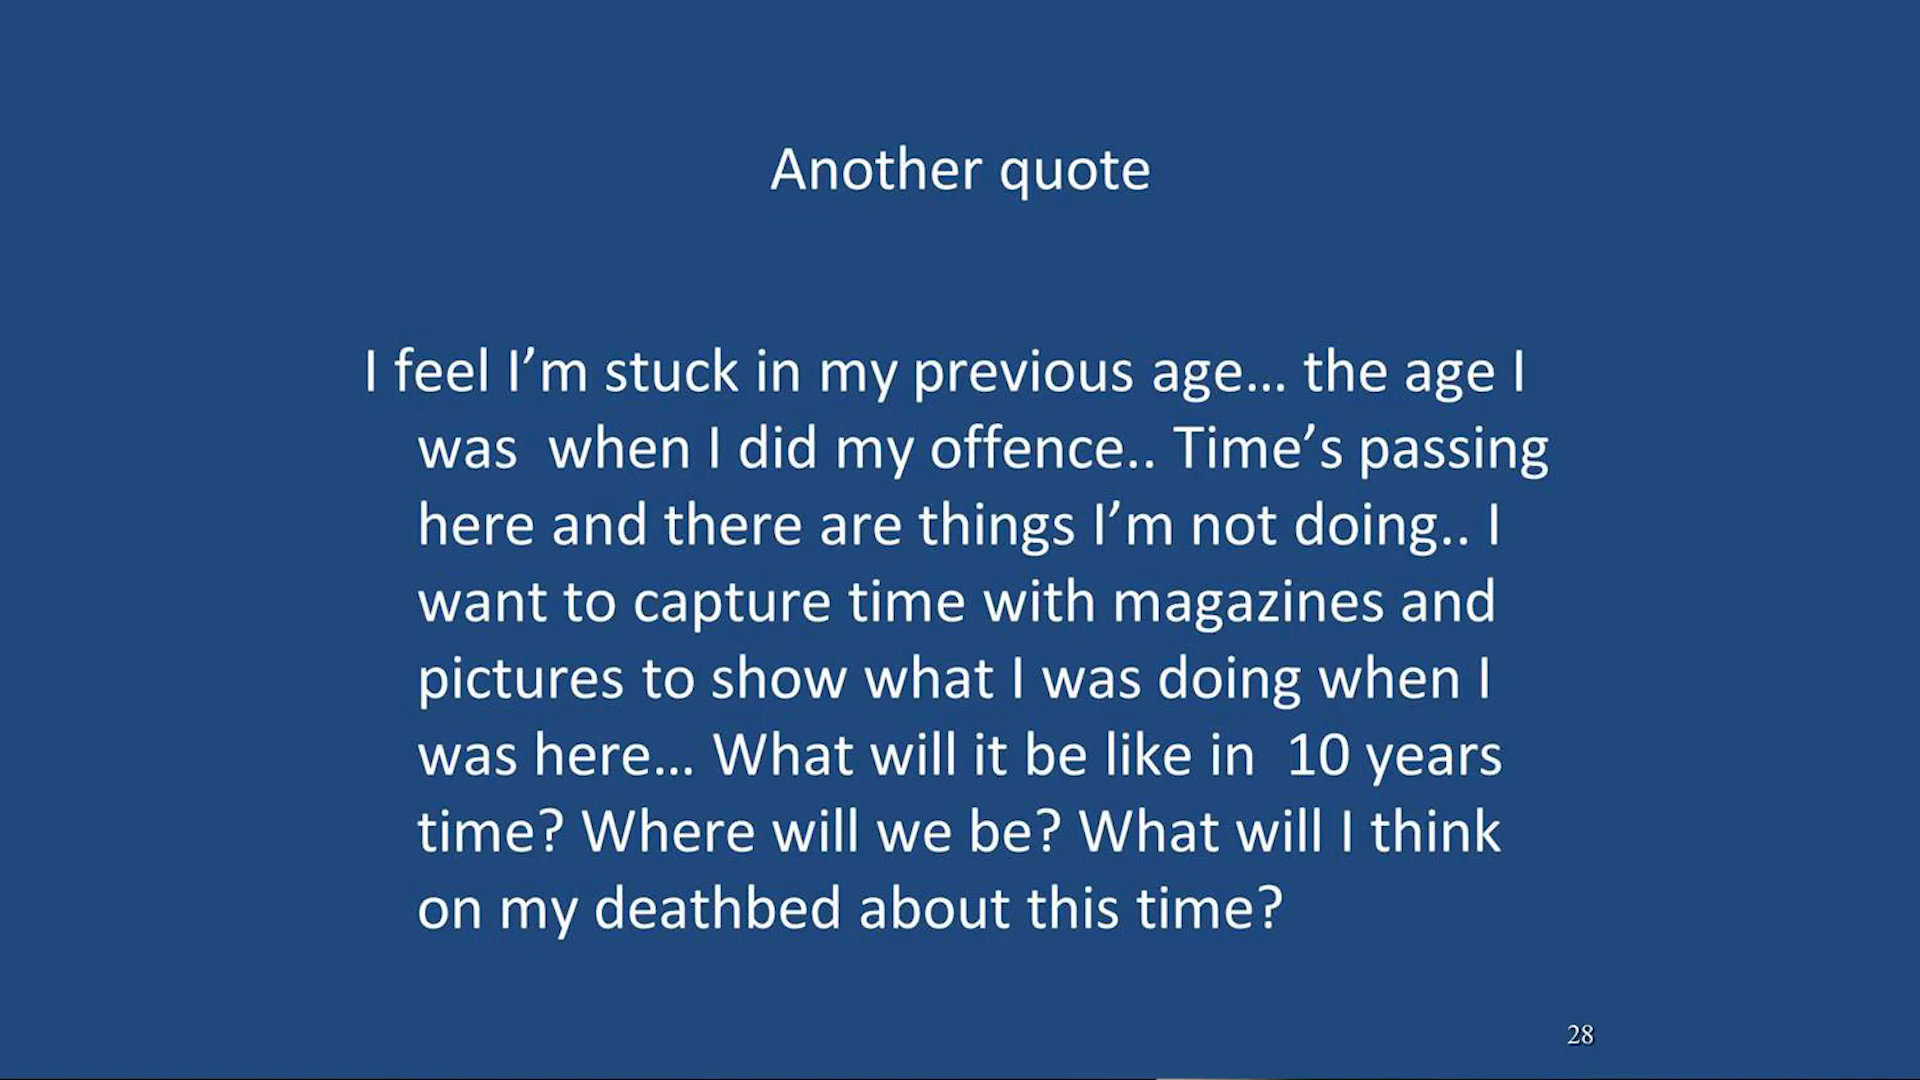 Another quote
I feel I’m stuck in my previous age... the age I
was  when I did my offence.. Time’s passing
here and there are things I’m not doing.. I
want to capture time with magazines and
pictures to show what I was doing when I
was here... What will it be like in  10 years
time? Where will we be? What will I think
on my deathbed about this time?
28